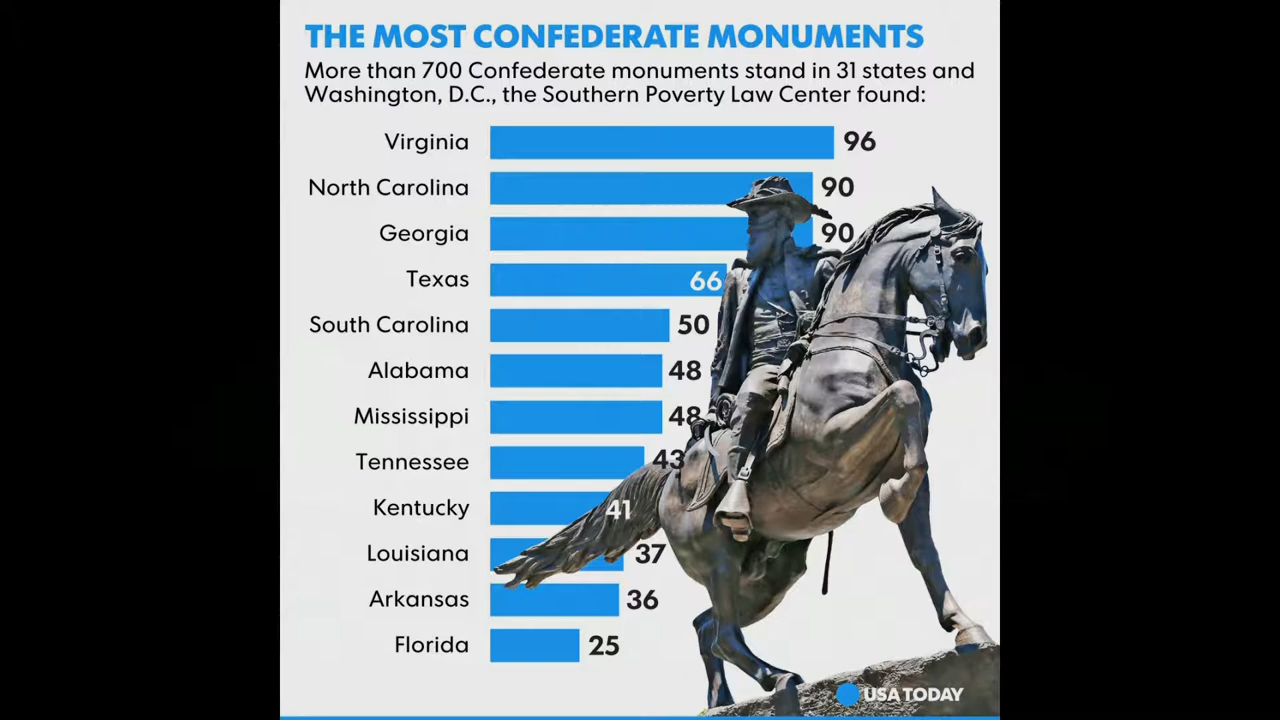 THE MOST CONFEDERATE MONUMENTS
More than 700 Confederate monuments stand in 31 states and
Washington, D.C., the Southern Poverty Law Center found:
Virginia 96
North Carolina 90
Georgia 90
Texas 66
South Carolina 50
Alabama 48
Mississippi 48
Tennessee 43
Kentucky 41
Louisiana 37
Arkansas 36
Florida 25
USA TODAY